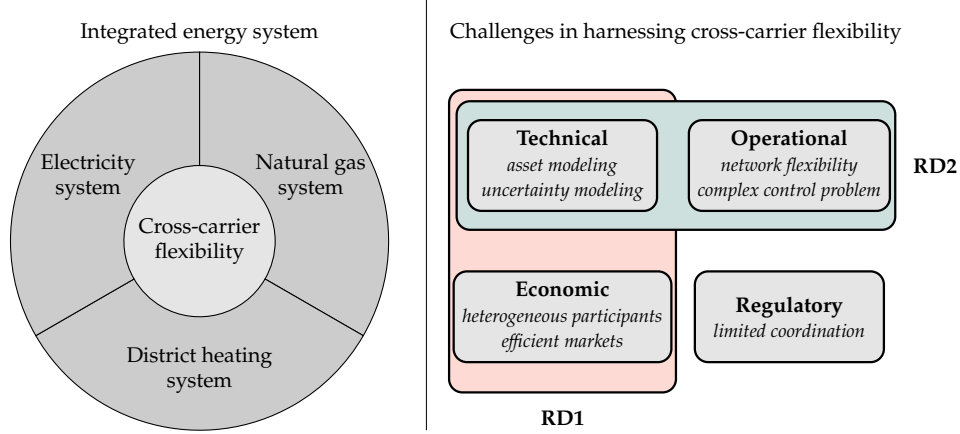 Integrated energy system
Electricity
system
Natural gas
system
Cross-carrier
flexibility
District heating
system
Challenges in harnessing cross-carrier flexibility
Technical
asset modeling
uncertainty modeling
Operational
network flexibility
complex control problem
RD2
Economic
heterogeneous participants
efficient markets
Regulatory
limited coordination
RD1